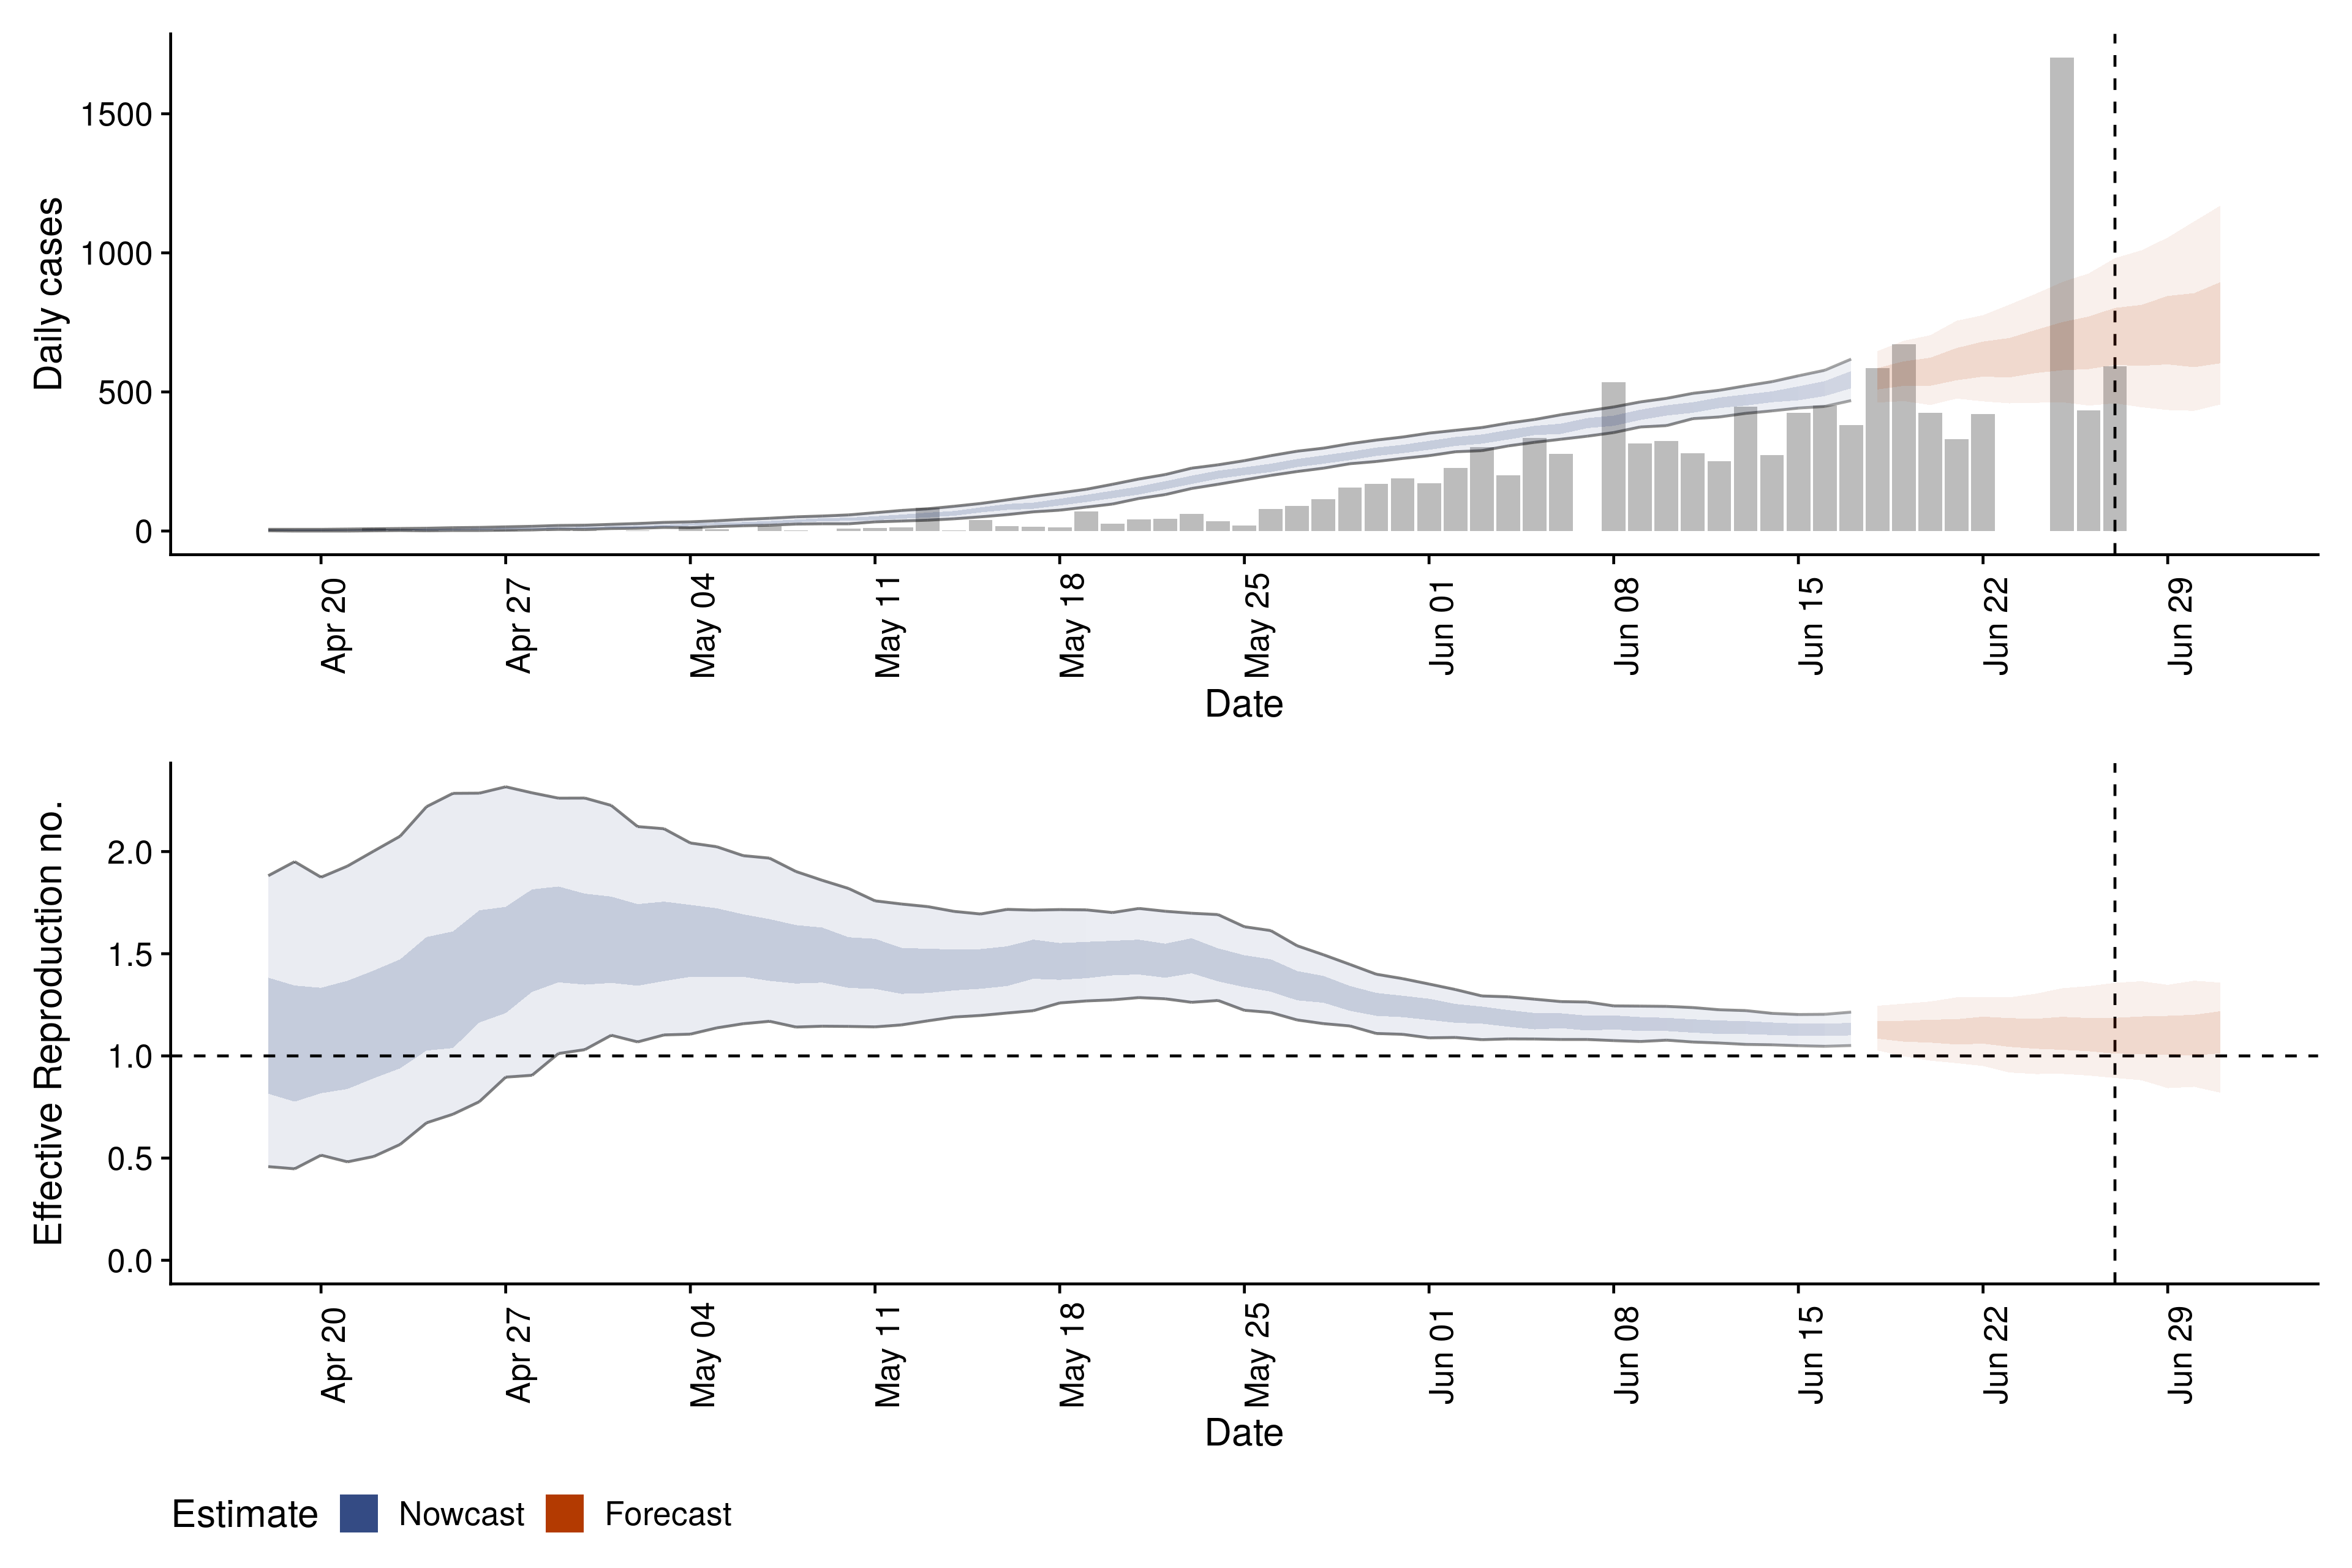 Daily cases
1500
1000
500
0
Apr 20
Apr 27
May 04
May 11
May 18
May 25
Jun 01
Jun 08
Jun 15
Jun 22
Jun 29
Date
Effective Reproduction no.
2.0
1.5
1.0
0.5
0.0
Apr 20
Apr 27
May 04
May 11
May 18
May 25
Jun 01
Jun 08
Jun 15
Jun 22
Jun 29
Date
Estimate Nowcast Forecast